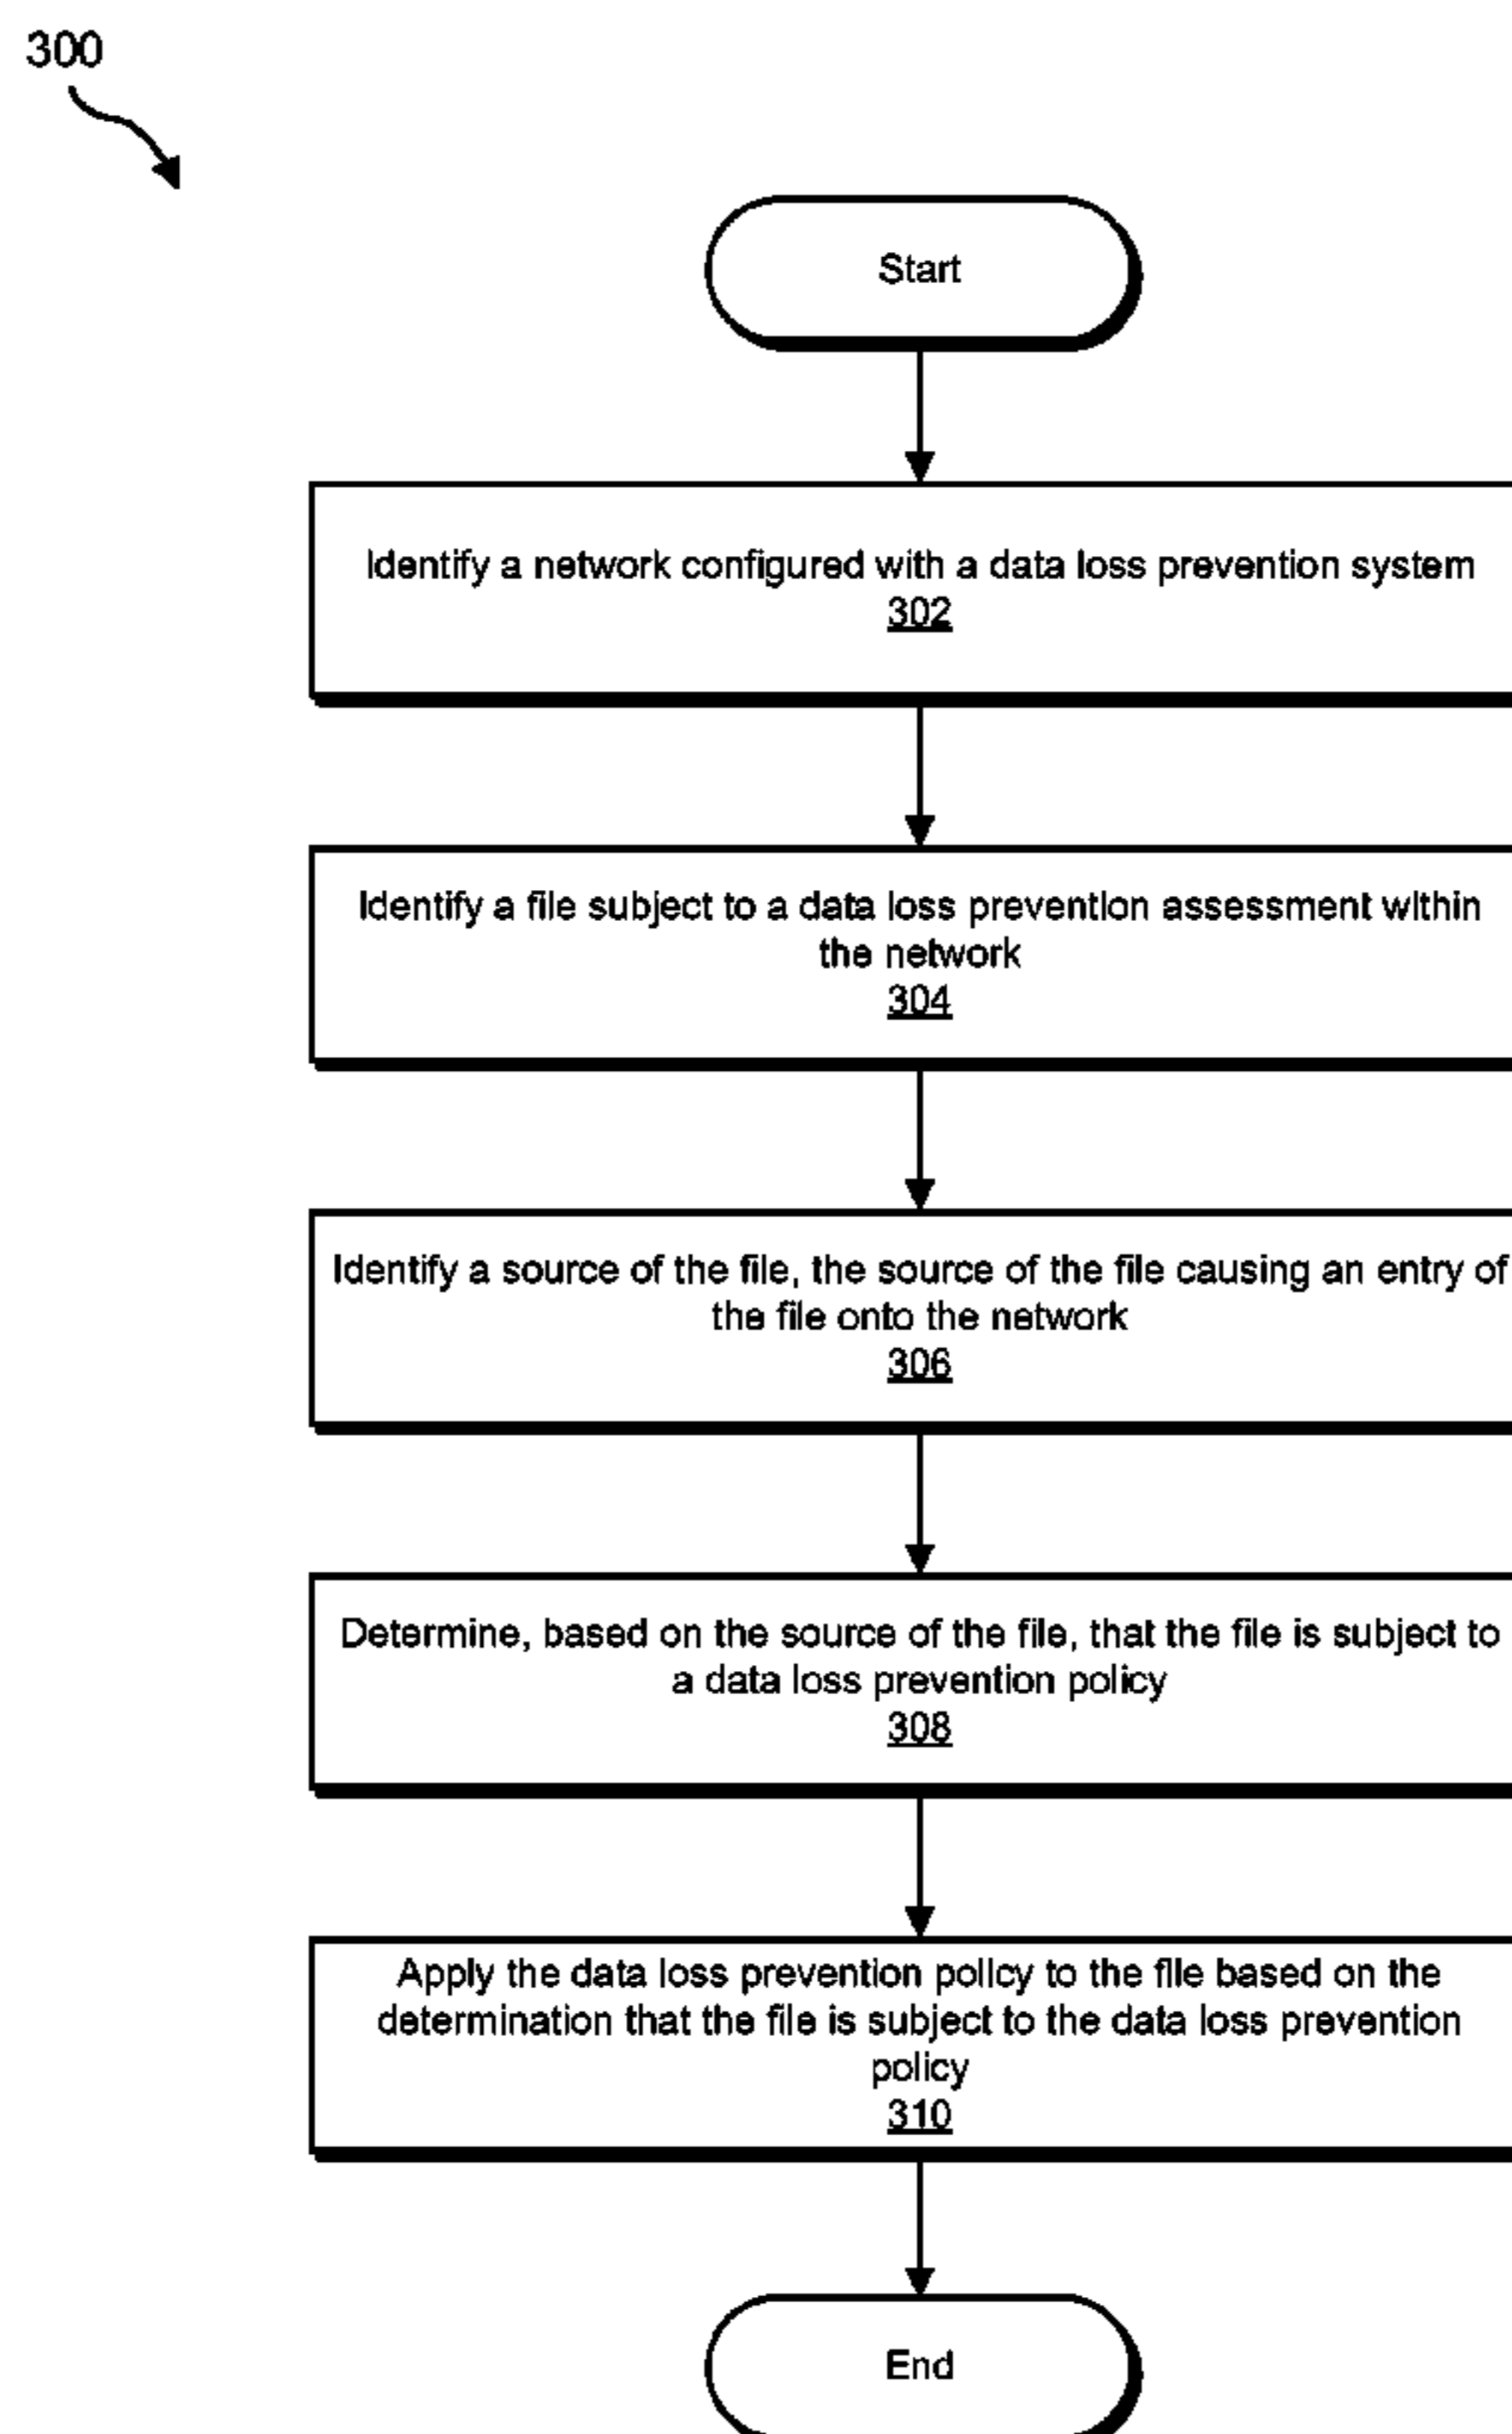 300
Start
Identify a network configured with a data loss prevention system
302
Identify a file subject to a data loss prevention assessment within
the network
304
Identify a source of the file, the source of the file causing an entry of
the file onto the network
306
Determine, based on the source of the file, that the file is subject to
a data loss prevention policy
308
Apply the data loss prevention policy to the file based on the
determination that the file is subject to the data loss prevention
policy
310
End